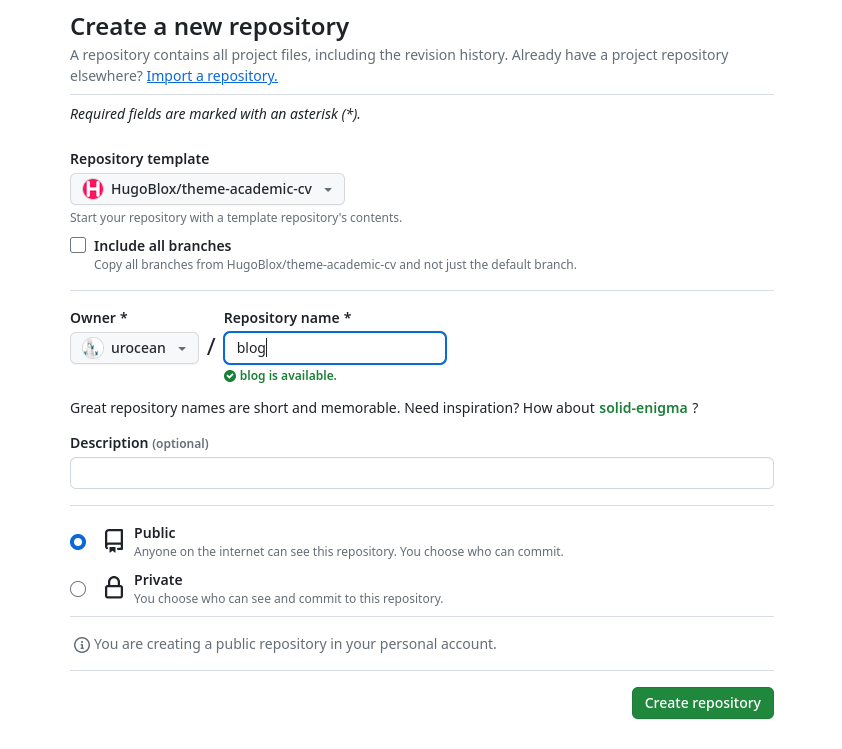 Create a new repository
A repository contains all project files, including the revision history. Already have a project repository
elsewhere? Import a repository.
Required fields are marked with an asterisk (*).
Repository template
HugoBlox/theme-academic-cv
Start your repository with a template repository's contents.
Include all branches
Copy all branches from HugoBlox/theme-academic-cv and not just the default branch.
Owner * Repository name *
urocean / blog
blog is available.
Great repository names are short and memorable. Need inspiration? How about solid-enigma ?
Description (optional)
Public
Anyone on the internet can see this repository. You choose who can commit.
Private
You choose who can see and commit to this repository.
You are creating a public repository in your personal account.
Create repository